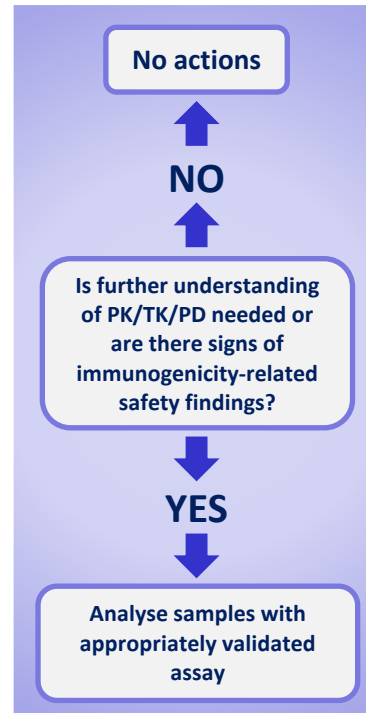 No actions
NO
Is further understanding
of PK/TK/PD needed or
are there signs of
immunogenicity-related
safety findings?
YES
Analyse samples with
appropriately validated
assay